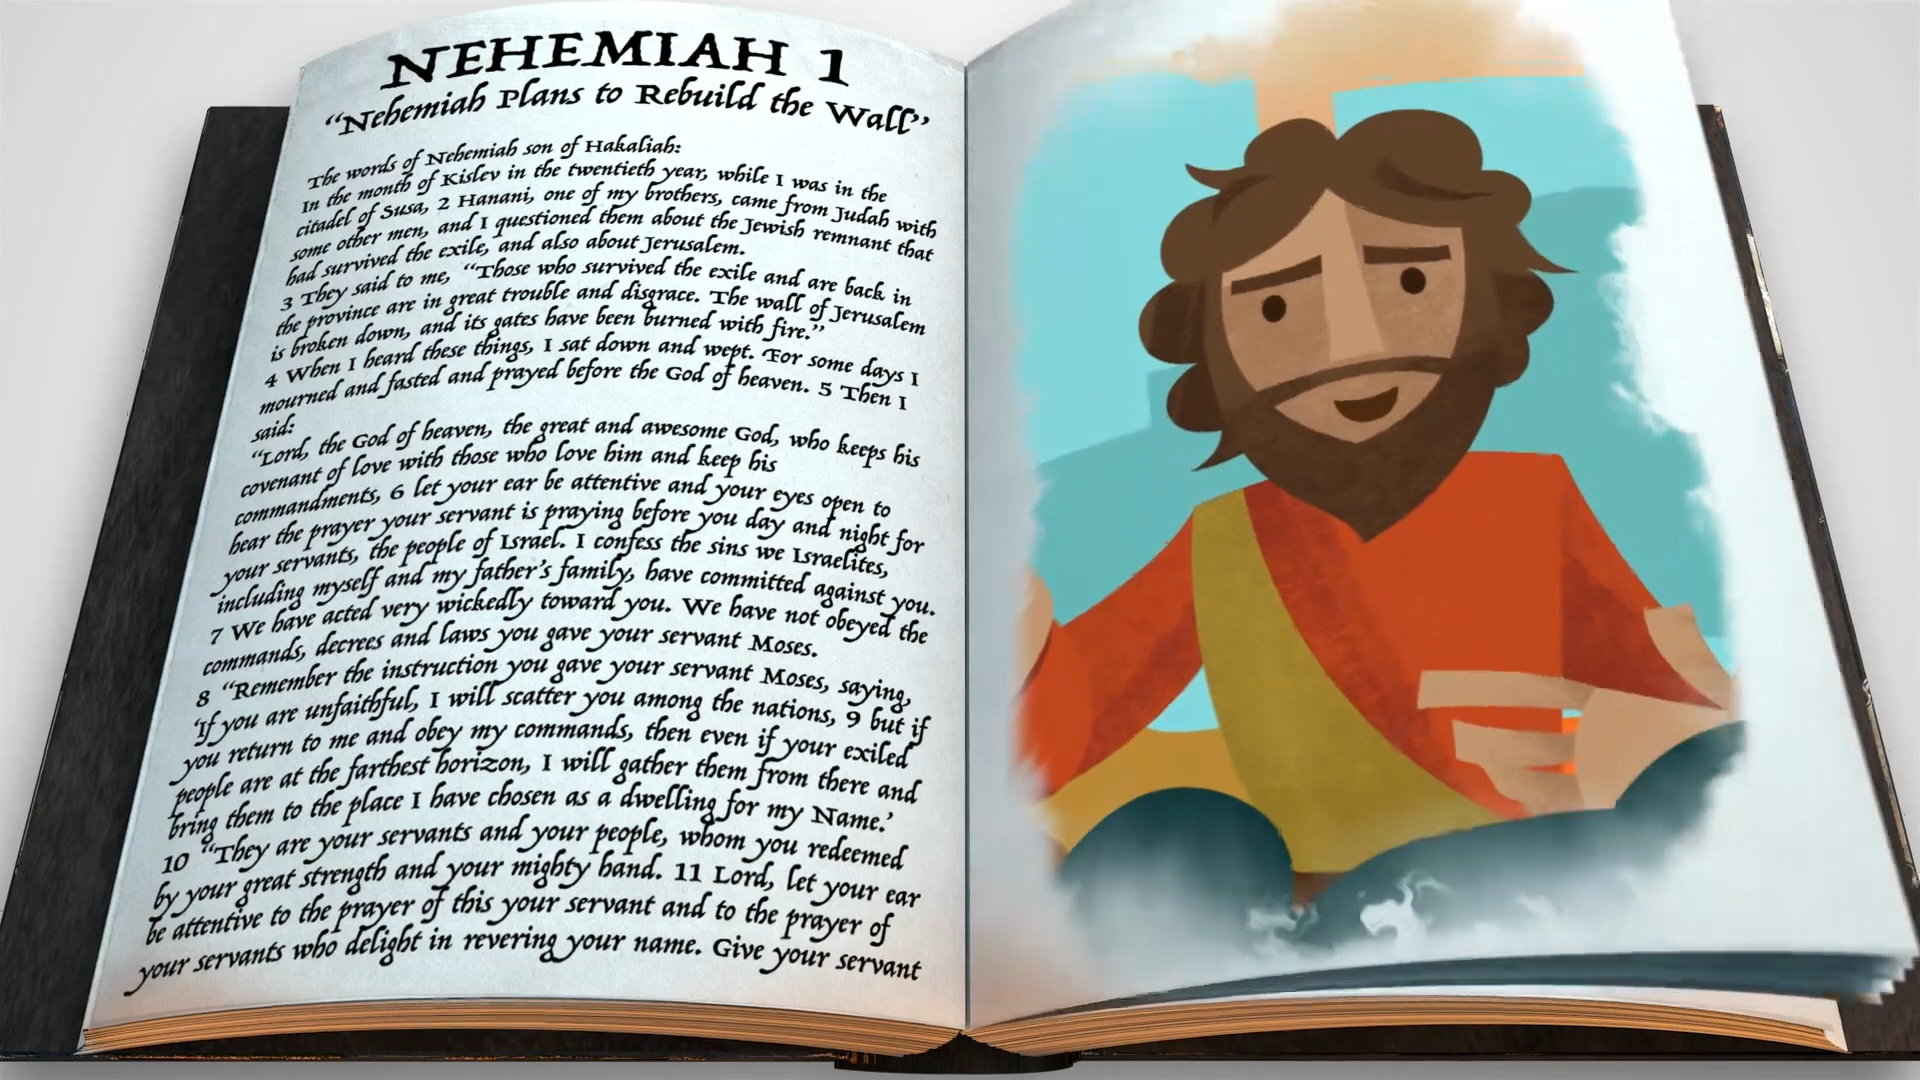 NEHEMIAH 1
“Nehemiah Plans to Rebuild the Wall”
The words of Nehemiah son of Hakaliah:
In the month of Kislev in the twentieth year, while I was in the
citadel of Susa, 2 Hanani, one of my brothers, came from Judah with
some other men, and I questioned them about the Jewish remnant that
had survived the exile, and also about Jerusalem.
3 They said to me, “Those who survived the exile and are back in
the province are in great trouble and disgrace. The wall of Jerusalem
is broken down, and its gates have been burned with fire.”
4 When I heard these things, I sat down and wept. For some days I
mourned and fasted and prayed before the God of heaven. 5 Then I
said:
“Lord, the God of heaven, the great and awesome God, who keeps his
covenant of love with those who love him and keep his
commandments, 6 let your ear be attentive and your eyes open to
hear the prayer your servant is praying before you day and night for
your servants, the people of Israel. I confess the sins we Israelites,
including myself and my father’s family, have committed against you.
7 We have acted very wickedly toward you. We have not obeyed the
commands, decrees and laws you gave your servant Moses.
8 “Remember the instruction you gave your servant Moses, saying,
‘If you are unfaithful, I will scatter you among the nations, 9 but if
you return to me and obey my commands, then even if your exiled
people are at the farthest horizon, I will gather them from there and
bring them to the place I have chosen as a dwelling for my Name.’
10 “They are your servants and your people, whom you redeemed
by your great strength and your mighty hand. 11 Lord, let your ear
be attentive to the prayer of this your servant and to the prayer of
your servants who delight in revering your name. Give your servant